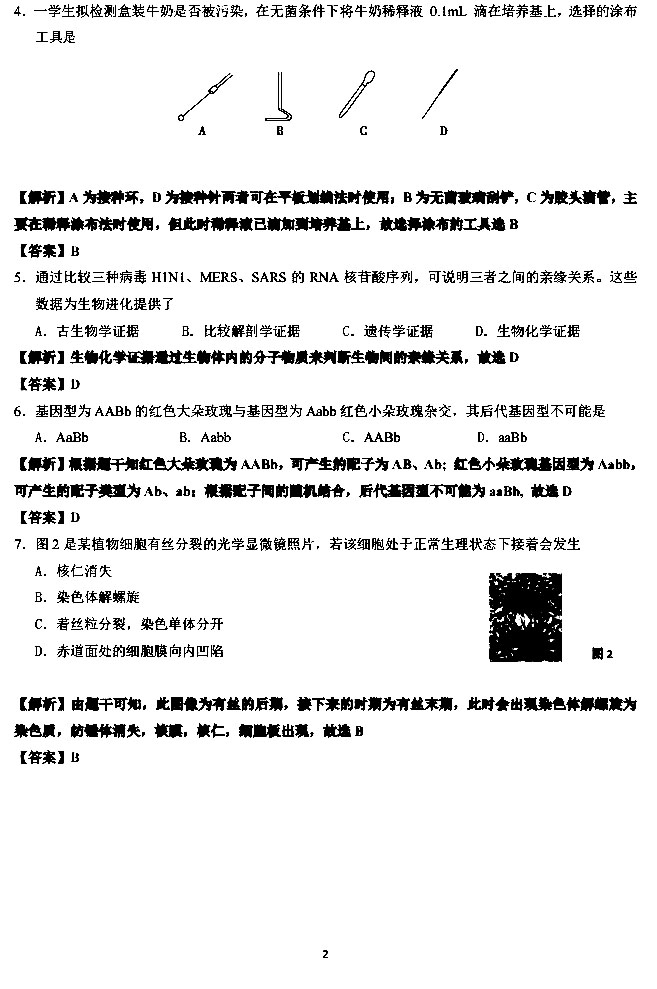 4．一学生拟检测盒装牛奶是否被污染，在无菌条件下将牛奶稀释液 0.1mL 滴在培养基上，选择的涂布
工具是
A B C D
【解析】A 为接种环，D 为接种针两者可在平板划线法时使用；B 为无菌玻璃刮铲，C 为胶头滴管，主
要在稀释涂布法时使用，但此时稀释液已滴加到培养基上，故选择涂布的工具选 B
【答案】B
5．通过比较三种病毒 H1N1、MERS、SARS 的 RNA 核苷酸序列，可说明三者之间的亲缘关系。这些
数据为生物进化提供了
A．古生物学证据 B．比较解剖学证据 C．遗传学证据 D．生物化学证据
【解析】生物化学证据通过生物体内的分子物质来判断生物间的亲缘关系，故选 D
【答案】D
6．基因型为 AABb 的红色大朵玫瑰与基因型为 Aabb 红色小朵玫瑰杂交，其后代基因型不可能是
A．AaBb B．Aabb C．AABb D．aaBb
【解析】根据题干知红色大朵玫瑰为 AABb，可产生的配子为 AB、Ab；红色小朵玫瑰基因型为 Aabb，
可产生的配子类型为 Ab、ab；根据配子间的随机结合，后代基因型不可能为 aaBb, 故选 D
【答案】D
7．图 2 是某植物细胞有丝分裂的光学显微镜照片，若该细胞处于正常生理状态下接着会发生
A．核仁消失
B．染色体解螺旋
C．着丝粒分裂，染色单体分开
D．赤道面处的细胞膜向内凹陷
图 2
【解析】由题干可知，此图像为有丝的后期，接下来的时期为有丝末期，此时会出现染色体解螺旋为
染色质，纺锤体消失，核膜，核仁，细胞板出现，故选 B
【答案】B
2